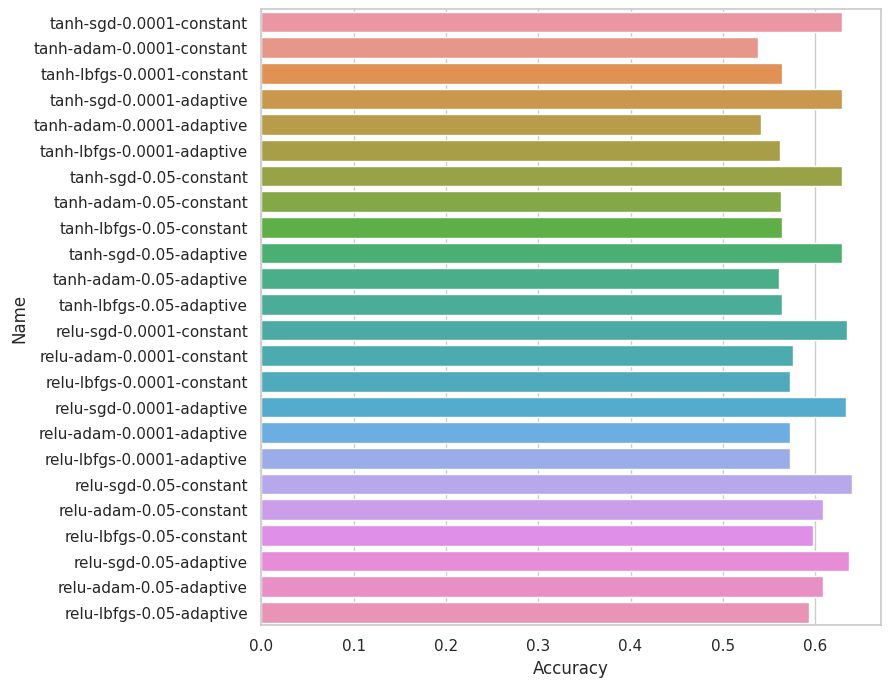 tanh-sgd-0.0001-constant
tanh-adam-0.0001-constant
tanh-lbfgs-0.0001-constant
tanh-sgd-0.0001-adaptive
tanh-adam-0.0001-adaptive
tanh-lbfgs-0.0001-adaptive
tanh-sgd-0.05-constant
tanh-adam-0.05-constant
tanh-lbfgs-0.05-constant
tanh-sgd-0.05-adaptive
tanh-adam-0.05-adaptive
tanh-lbfgs-0.05-adaptive
relu-sgd-0.0001-constant
relu-adam-0.0001-constant
relu-lbfgs-0.0001-constant
relu-sgd-0.0001-adaptive
relu-adam-0.0001-adaptive
relu-lbfgs-0.0001-adaptive
relu-sgd-0.05-constant
relu-adam-0.05-constant
relu-lbfgs-0.05-constant
relu-sgd-0.05-adaptive
relu-adam-0.05-adaptive
relu-lbfgs-0.05-adaptive
Name
0.0 0.1 0.2 0.3 0.4 0.5 0.6
Accuracy